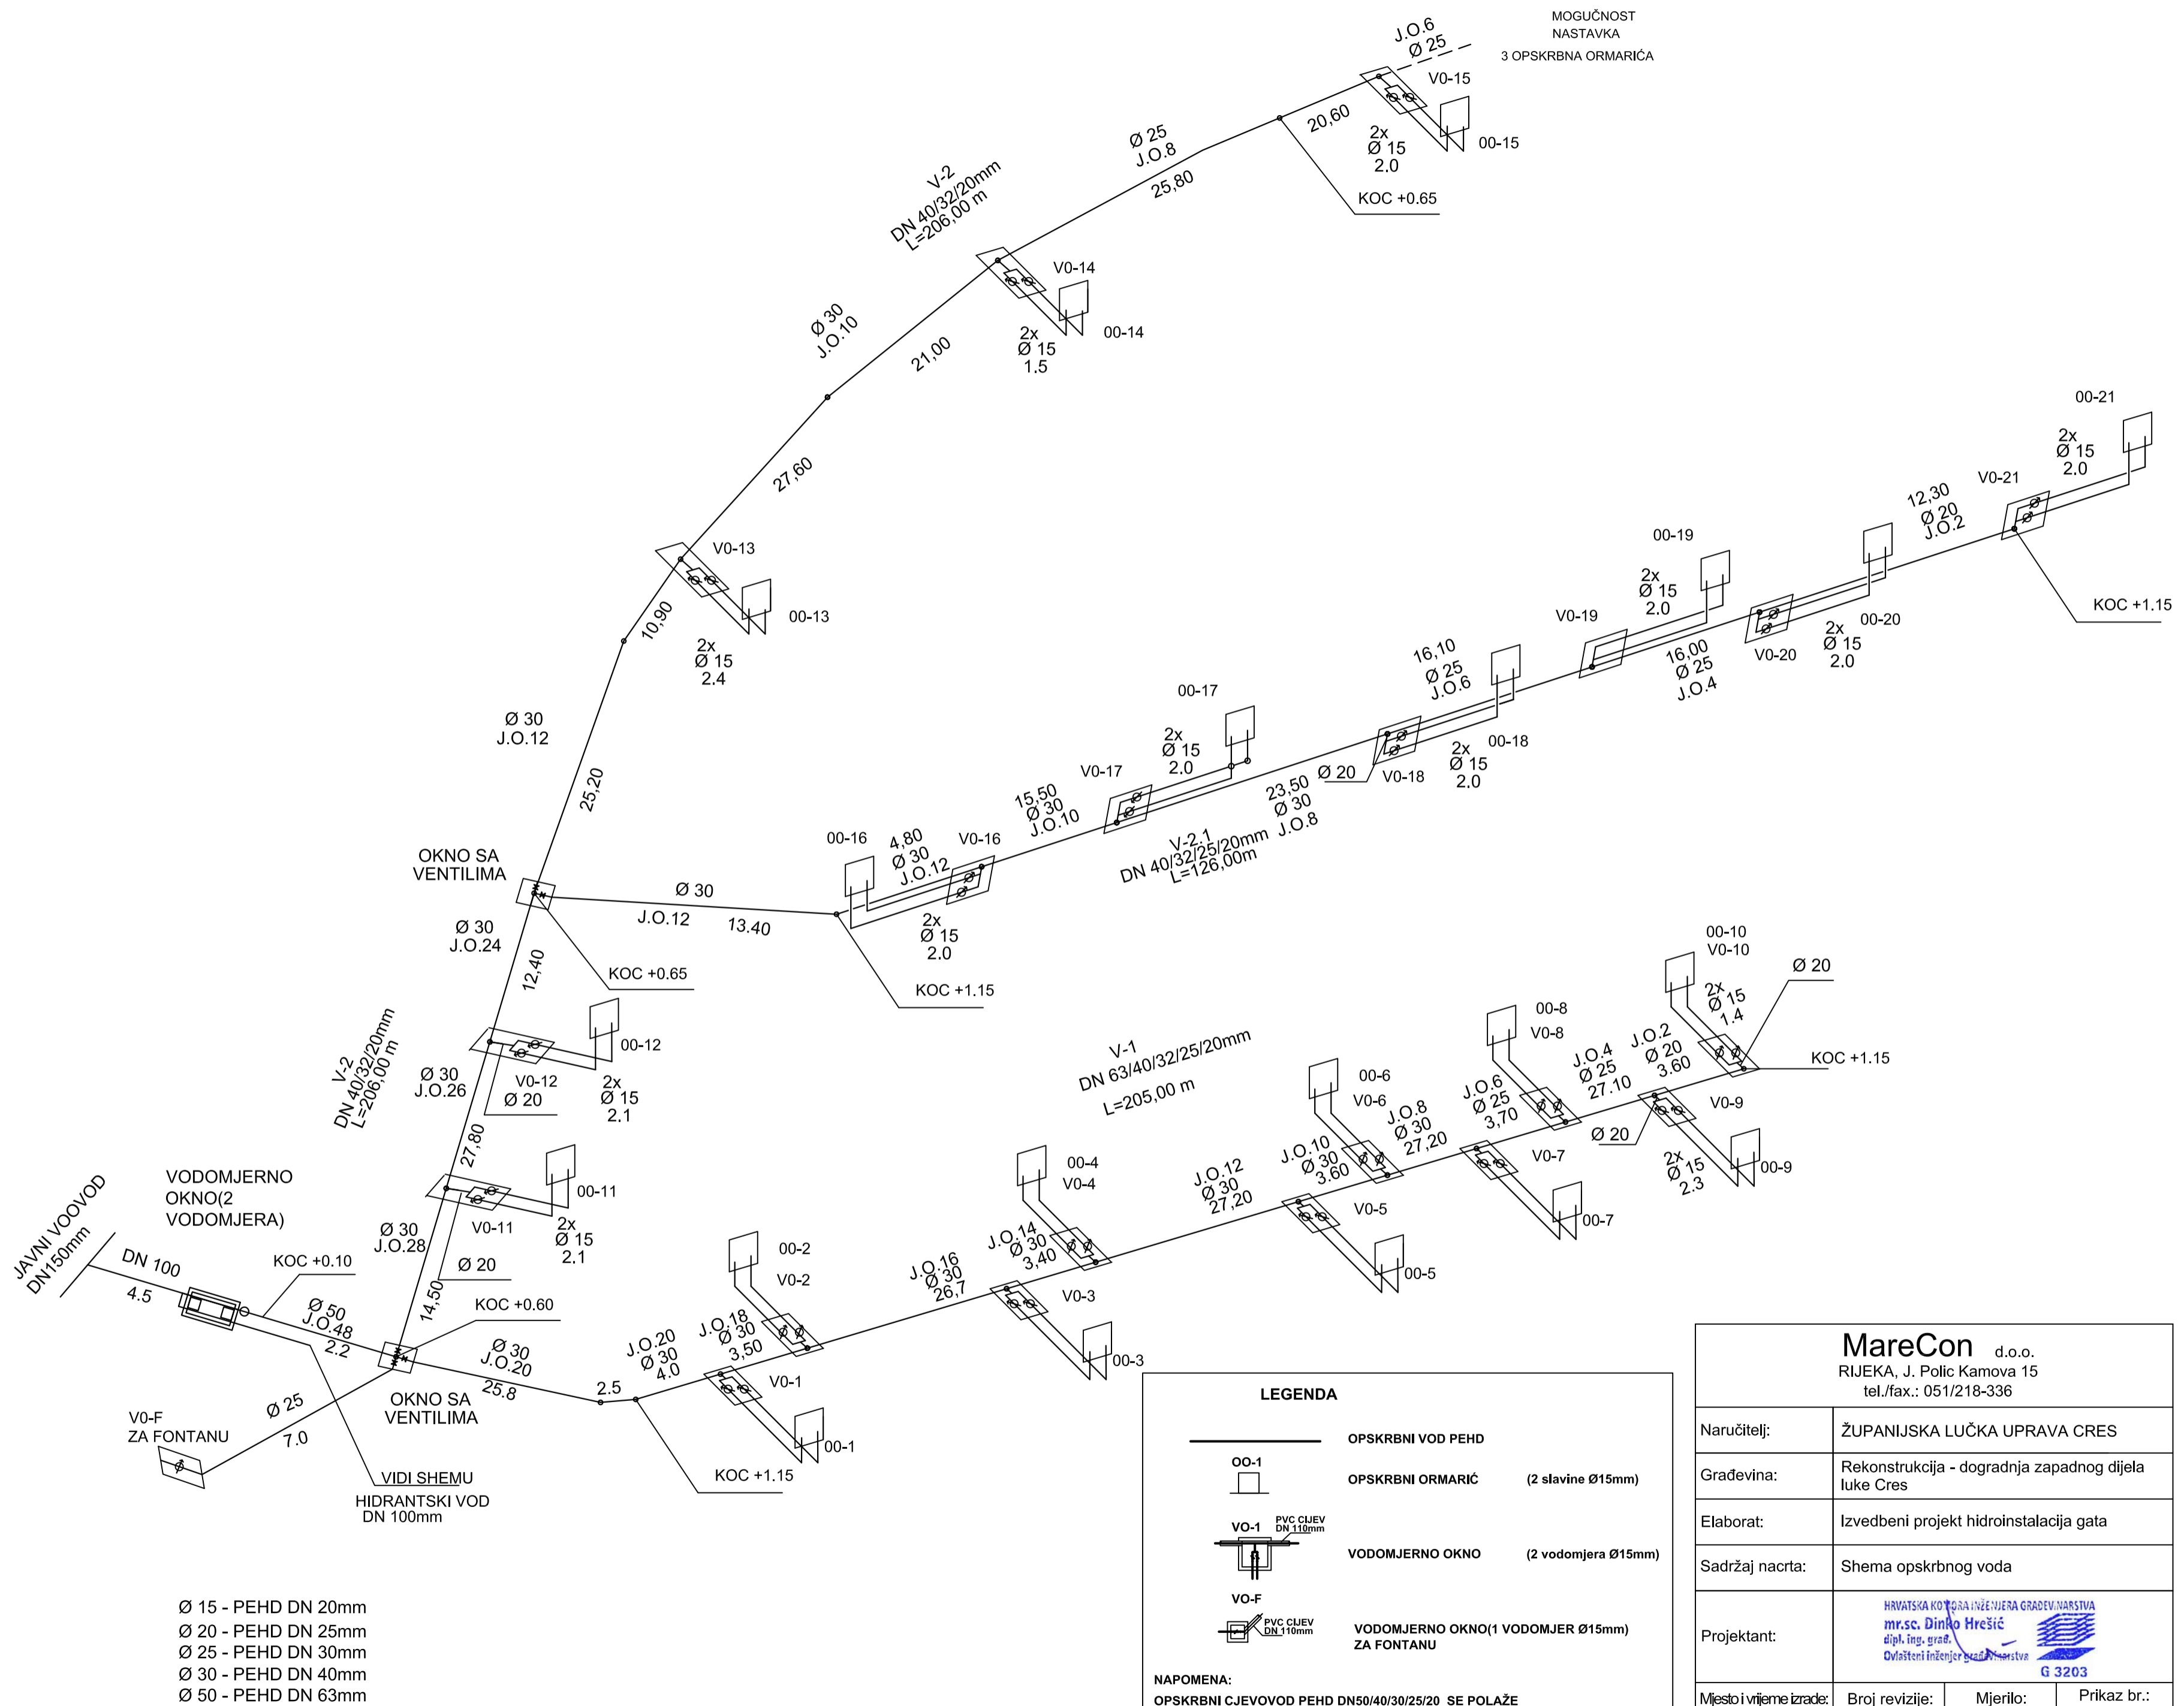 MOGUČNOST
NASTAVKA
3 OPSKRBNA ORMARIĆA
J.O.6
Ø 25
V0-15
20,60
2x
Ø 15
2.0
00-15
KOC +0.65
Ø 25
J.O.8
25,80
V-2
DN 40/32/20mm
L=206,00 m
V0-14
2x
Ø 15
1.5
00-14
Ø 30
J.O.10
21,00
27,60
V0-13
10,90
2x
Ø 15
2.4
00-13
Ø 30
J.O.12
25,20
OKNO SA
VENTILIMA
Ø 30
J.O.12
13.40
KOC +0.65
KOC +1.15
00-16
4,80
Ø 30
J.O.12
V0-16
2x
Ø 15
2.0
15,50
Ø 30
J.O.10
V0-17
00-17
2x
Ø 15
2.0
V-2.1
DN 40/32/25/20mm
L=126,00m
23,50
Ø 30
J.O.8
Ø 20
V0-18
00-18
2x
Ø 15
2.0
16,10
Ø 25
J.O.6
V0-19
00-19
2x
Ø 15
2.0
16,00
Ø 25
J.O.4
V0-20
00-20
2x
Ø 15
2.0
12,30
Ø 20
J.O.2
V0-21
00-21
2x
Ø 15
2.0
KOC +1.15
Ø 30
J.O.24
12,40
00-12
V0-12
Ø 20
2x
Ø 15
2.1
V-2
DN 40/32/20mm
L=206,00 m
Ø 30
J.O.26
27,80
00-11
V0-11
Ø 20
2x
Ø 15
2.1
Ø 30
J.O.28
14,50
VODOMJERNO
OKNO(2
VODOMJERA)
JAVNI VOOVOD
DN150mm
DN 100
4.5
KOC +0.10
Ø 50
J.O.48
2.2
KOC +0.60
OKNO SA
VENTILIMA
V0-F
ZA FONTANU
Ø 25
7.0
VIDI SHEMU
HIDRANTSKI VOD
DN 100mm
Ø 30
J.O.20
25.8
2.5
KOC +1.15
J.O.20
Ø 30
4.0
V0-1
00-1
J.O.18
Ø 30
3,50
00-2
V0-2
J.O.16
Ø 30
26,7
V0-3
00-3
J.O.14
Ø 30
3,40
00-4
V0-4
V-1
DN 63/40/32/25/20mm
L=205,00 m
J.O.12
Ø 30
27,20
V0-5
00-5
J.O.10
Ø 30
3.60
00-6
V0-6
J.O.8
Ø 30
27,20
V0-7
00-7
J.O.6
Ø 25
3,70
00-8
V0-8
J.O.4
Ø 25
27.10
Ø 20
V0-9
2x
Ø 15
2.3
00-9
J.O.2
Ø 20
3.60
00-10
V0-10
2x
Ø 15
1.4
Ø 20
KOC +1.15
Ø 15 - PEHD DN 20mm
Ø 20 - PEHD DN 25mm
Ø 25 - PEHD DN 30mm
Ø 30 - PEHD DN 40mm
Ø 50 - PEHD DN 63mm
LEGENDA
OPSKRBNI VOD PEHD
OO-1
OPSKRBNI ORMARIĆ (2 slavine Ø15mm)
VO-1
PVC CIJEV
DN 110mm
VODOMJERNO OKNO (2 vodomjera Ø15mm)
VO-F
PVC CIJEV
DN 110mm
VODOMJERNO OKNO(1 VODOMJER Ø15mm)
ZA FONTANU
NAPOMENA:
OPSKRBNI CJEVOVOD PEHD DN50/40/30/25/20 SE POLAŽE
MareCon d.o.o.
RIJEKA, J. Polic Kamova 15
tel./fax.: 051/218-336
Naručitelj: ŽUPANIJSKA LUČKA UPRAVA CRES
Građevina: Rekonstrukcija - dogradnja zapadnog dijela
luke Cres
Elaborat: Izvedbeni projekt hidroinstalacija gata
Sadržaj nacrta: Shema opskrbnog voda
Projektant:
HRVATSKA KOMORA INŽENJERA GRAĐEVINARSTVA
mr.sc. Dinko Hrešić
dipl. ing. građ.
Ovlašteni inženjer građevinarstva
G 3203
Mjesto i vrijeme izrade: Broj revizije: Mjerilo: Prikaz br.: